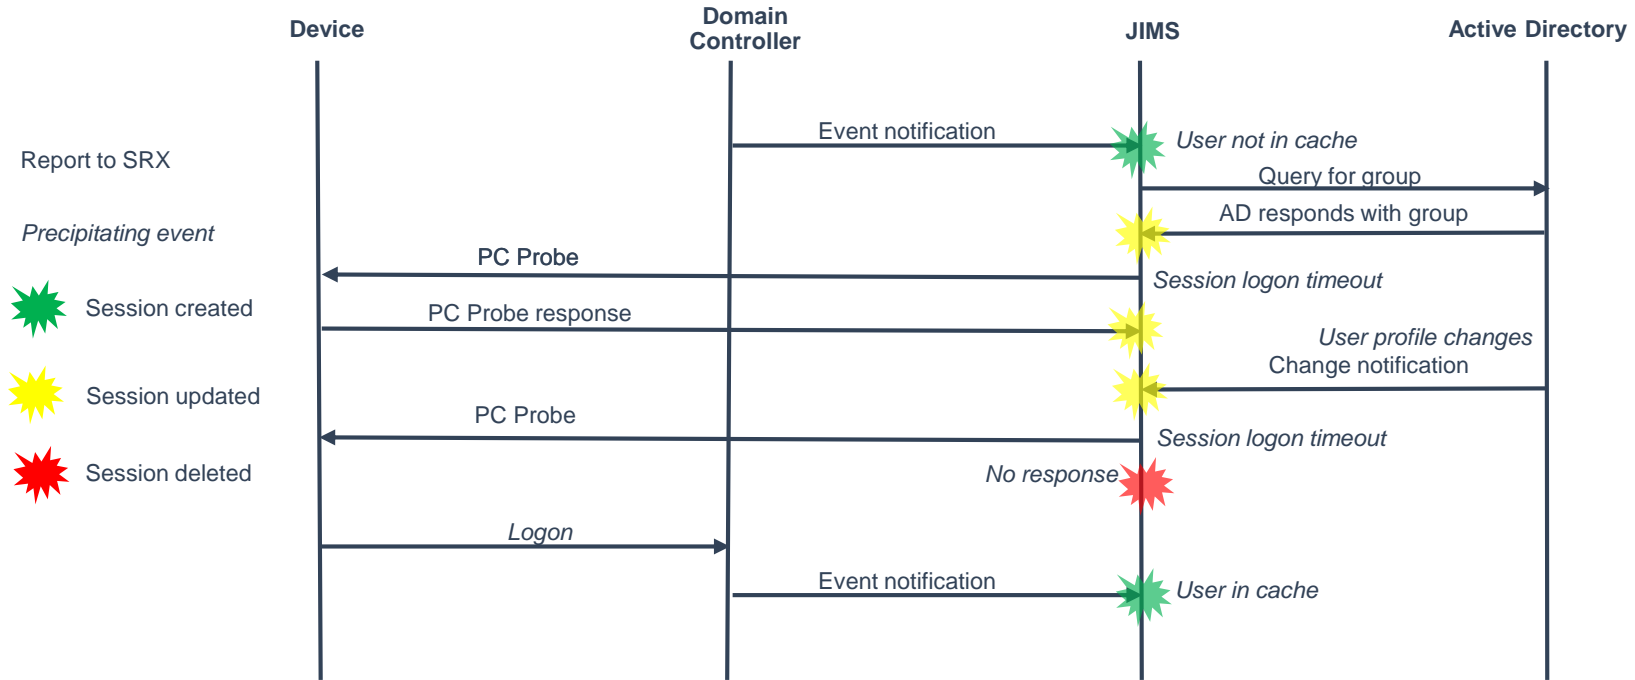 Device
Domain
Controller
JIMS
Active Directory
Event notification
User not in cache
Report to SRX
Query for group
AD responds with group
Precipitating event
PC Probe
Session logon timeout
Session created
PC Probe response
User profile changes
Change notification
Session updated
PC Probe
Session logon timeout
Session deleted
No response
Logon
Event notification
User in cache